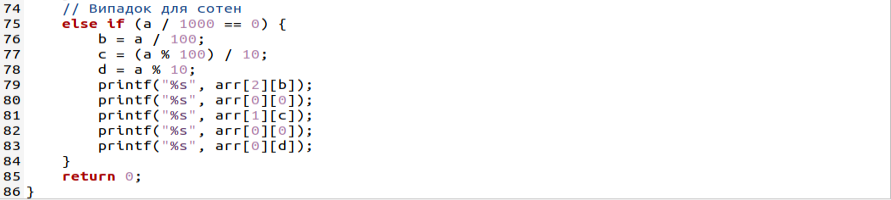 74     // Випадок для сотен
75     else if (a / 1000 == 0) {
76         b = a / 100;
77         c = (a % 100) / 10;
78         d = a % 10;
79         printf("%s", arr[2][b]);
80         printf("%s", arr[0][0]);
81         printf("%s", arr[1][c]);
82         printf("%s", arr[0][0]);
83         printf("%s", arr[0][d]);
84     }
85     return 0;
86 }